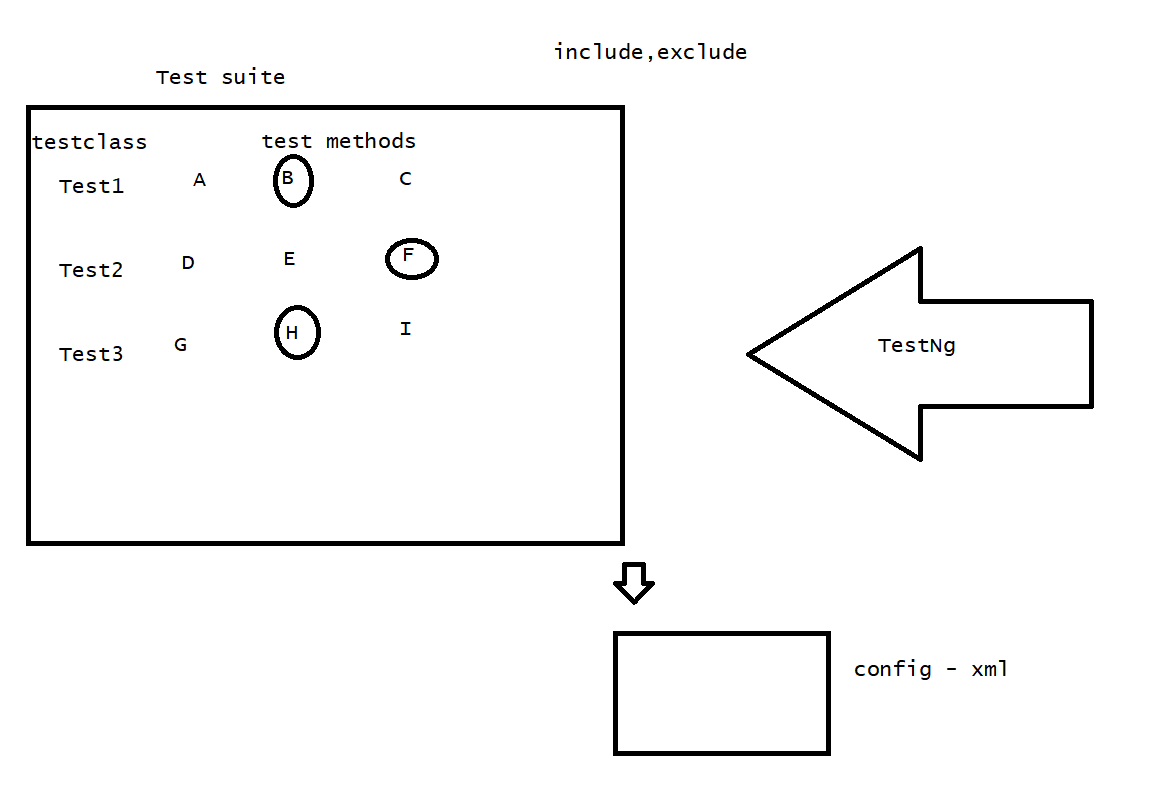 include,exclude
Test suite
testclass test methods
Test1 A B C
Test2 D E F
Test3 G H I
TestNg
config - xml